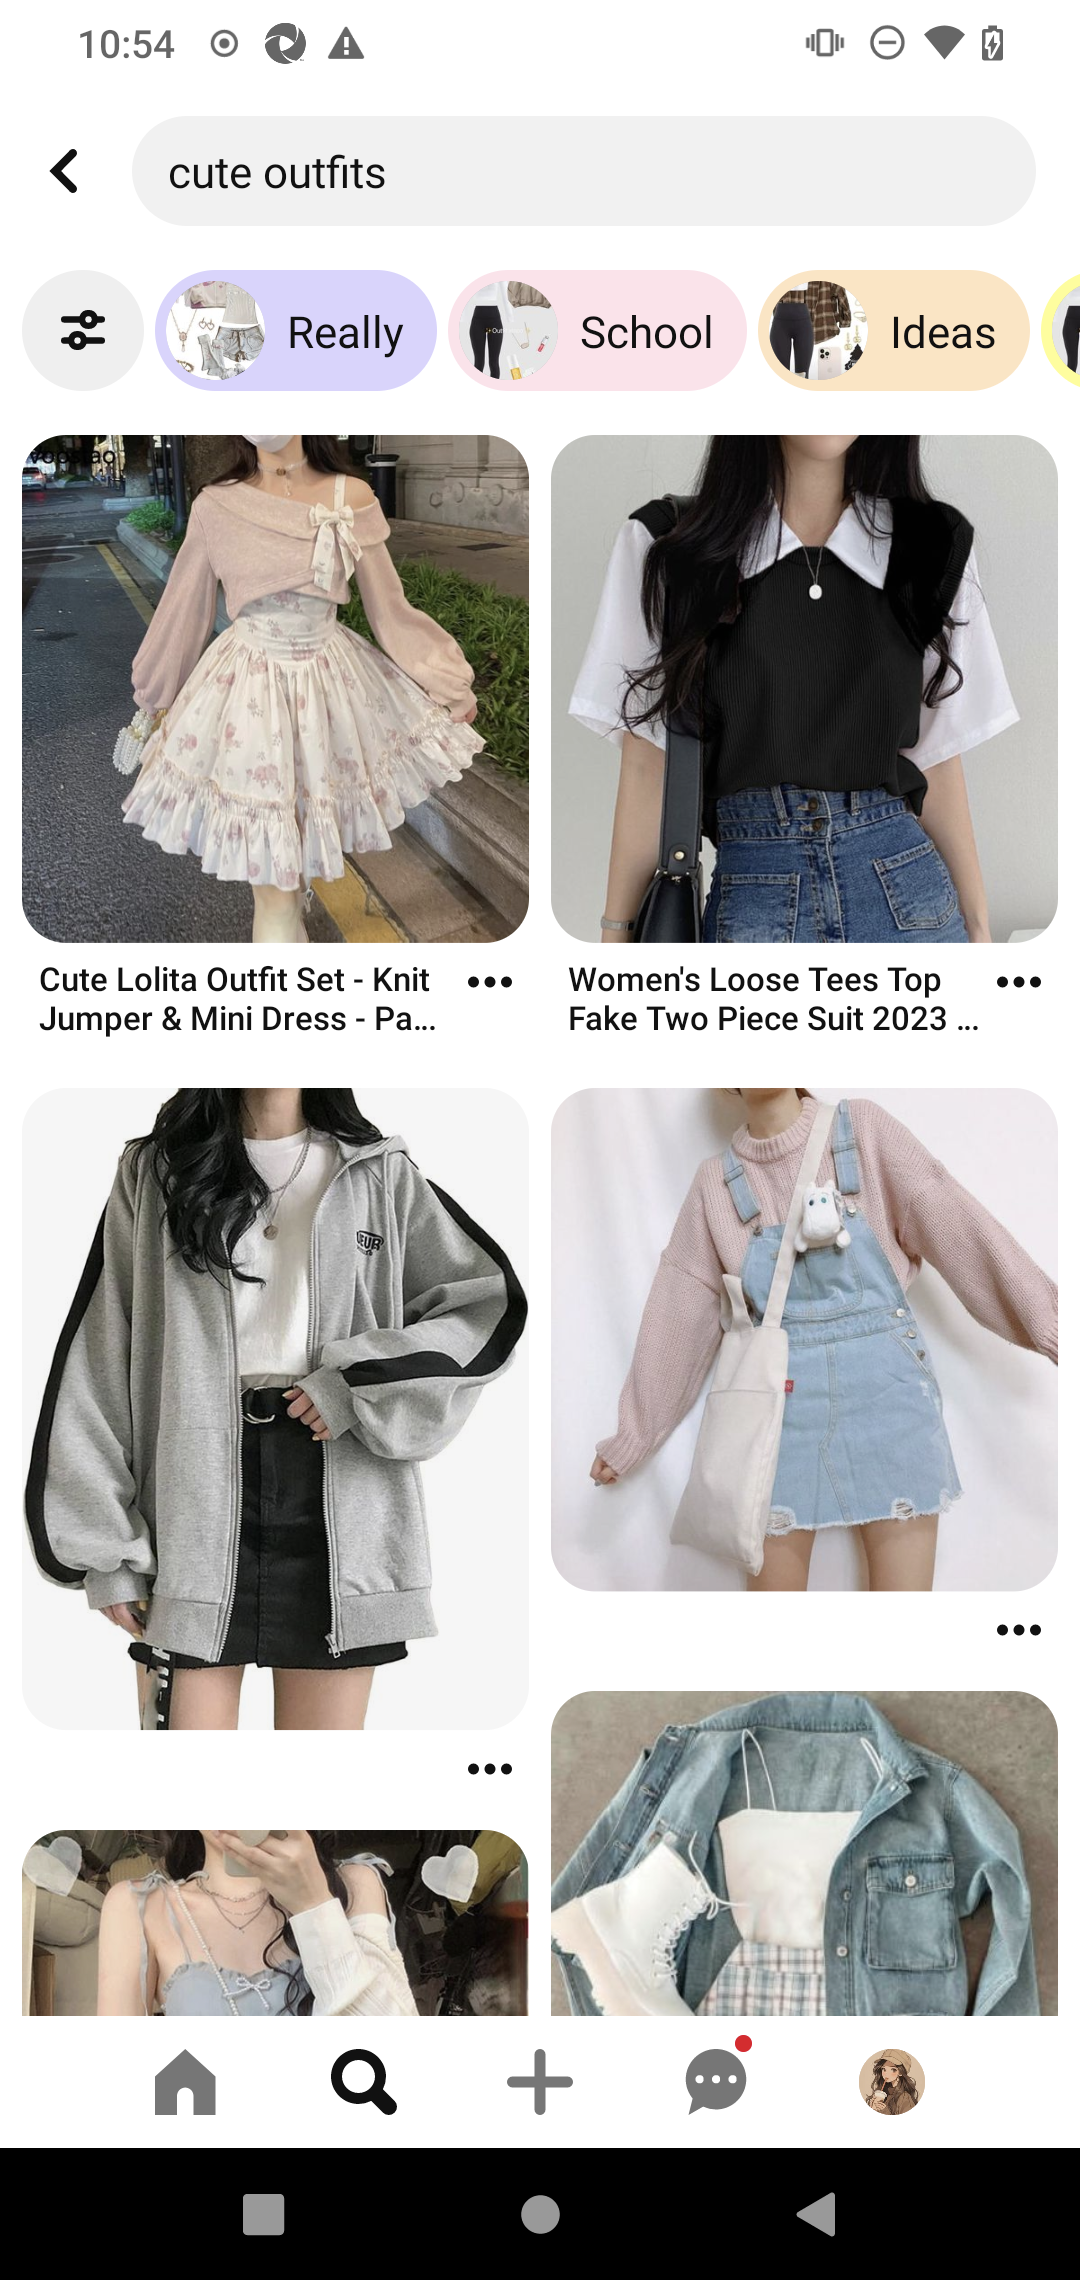 10:54
cute outfits
Really
School
Ideas
Cute Lolita Outfit Set - Knit
Jumper & Mini Dress - Pa...
Women's Loose Tees Top
Fake Two Piece Suit 2023 ...